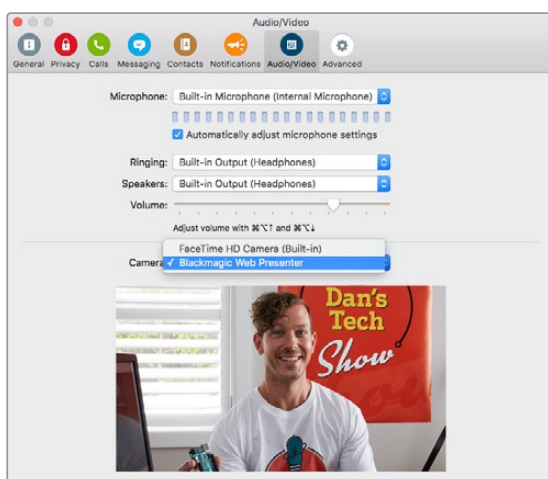 Audio/Video
General Privacy Calls Messaging Contacts Notifications Audio/Video Advanced
Microphone: Built-in Microphone (Internal Microphone)
Automatically adjust microphone settings
Ringing: Built-in Output (Headphones)
Speakers: Built-in Output (Headphones)
Volume:
Adjust volume with ⌘⌥↑ and ⌘⌥↓
FaceTime HD Camera (Built-in)
Camera ✓ Blackmagic Web Presenter
Dan's
Tech
Show